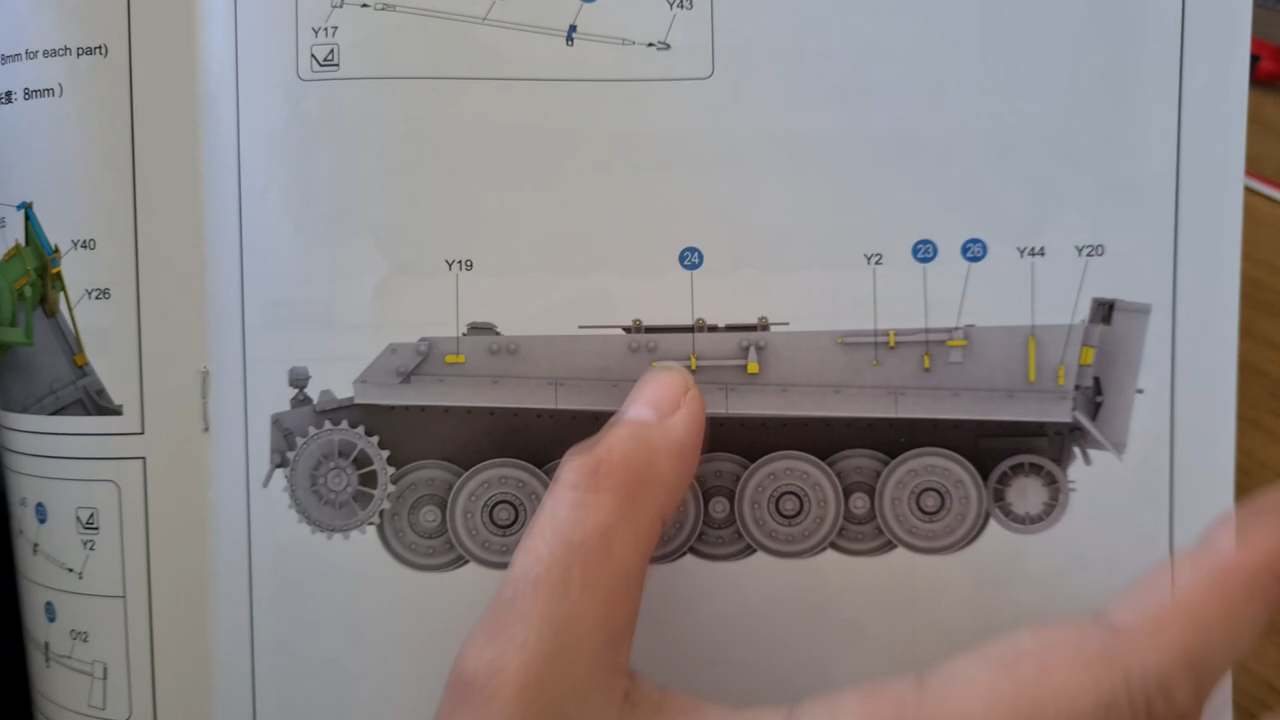 8mm for each part)
长度：8mm )
Y40
Y26
Y2
O12
Y17
Y43
Y19
24
Y2
23
26
Y44
Y20